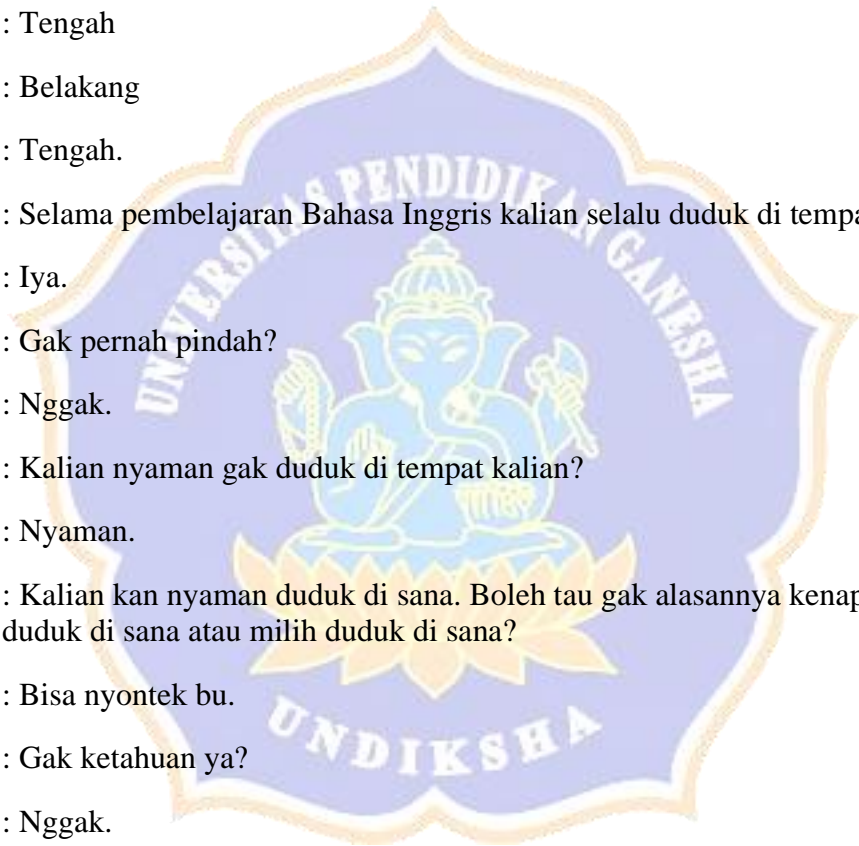 : Tengah
: Belakang
: Tengah.
: Selama pembelajaran Bahasa Inggris kalian selalu duduk di
: Iya.
: Gak pernah pindah?
: Nggak.
: Kalian nyaman gak duduk di tempat kalian?
: Nyaman.
: Kalian kan nyaman duduk di sana. Boleh tau gak alasannya
duduk di sana atau milih duduk di sana?
: Bisa nyontek bu.
: Gak ketahuan ya?
: Nggak.
UNIVERSITAS PENDIDIKAN GANESHA
UNDIKSHA